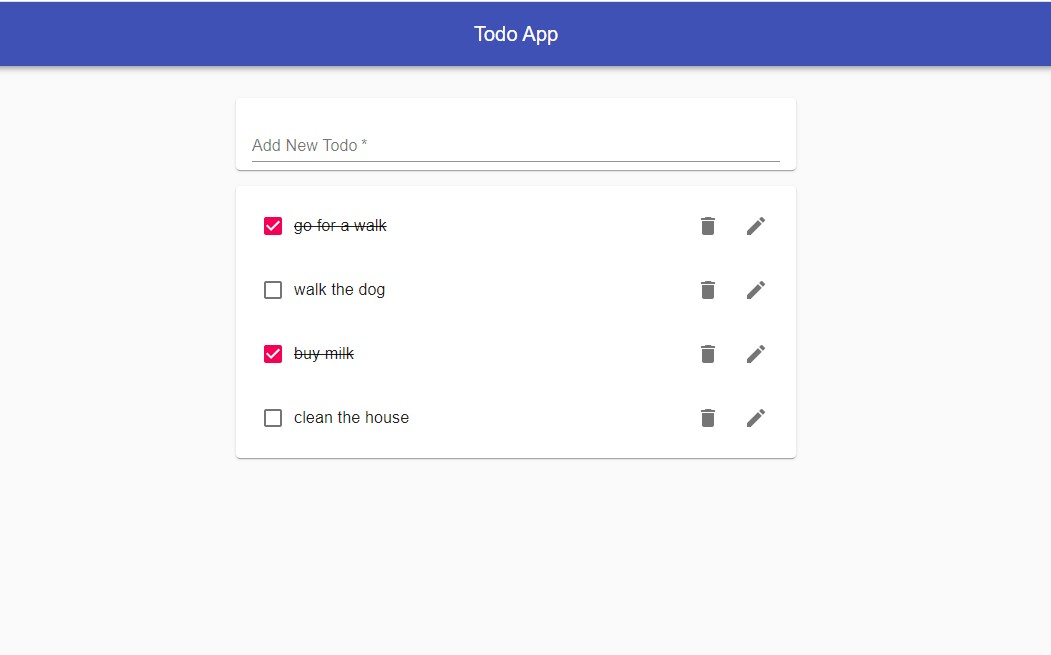 Todo App
Add New Todo *
go for a walk
walk the dog
buy milk
clean the house